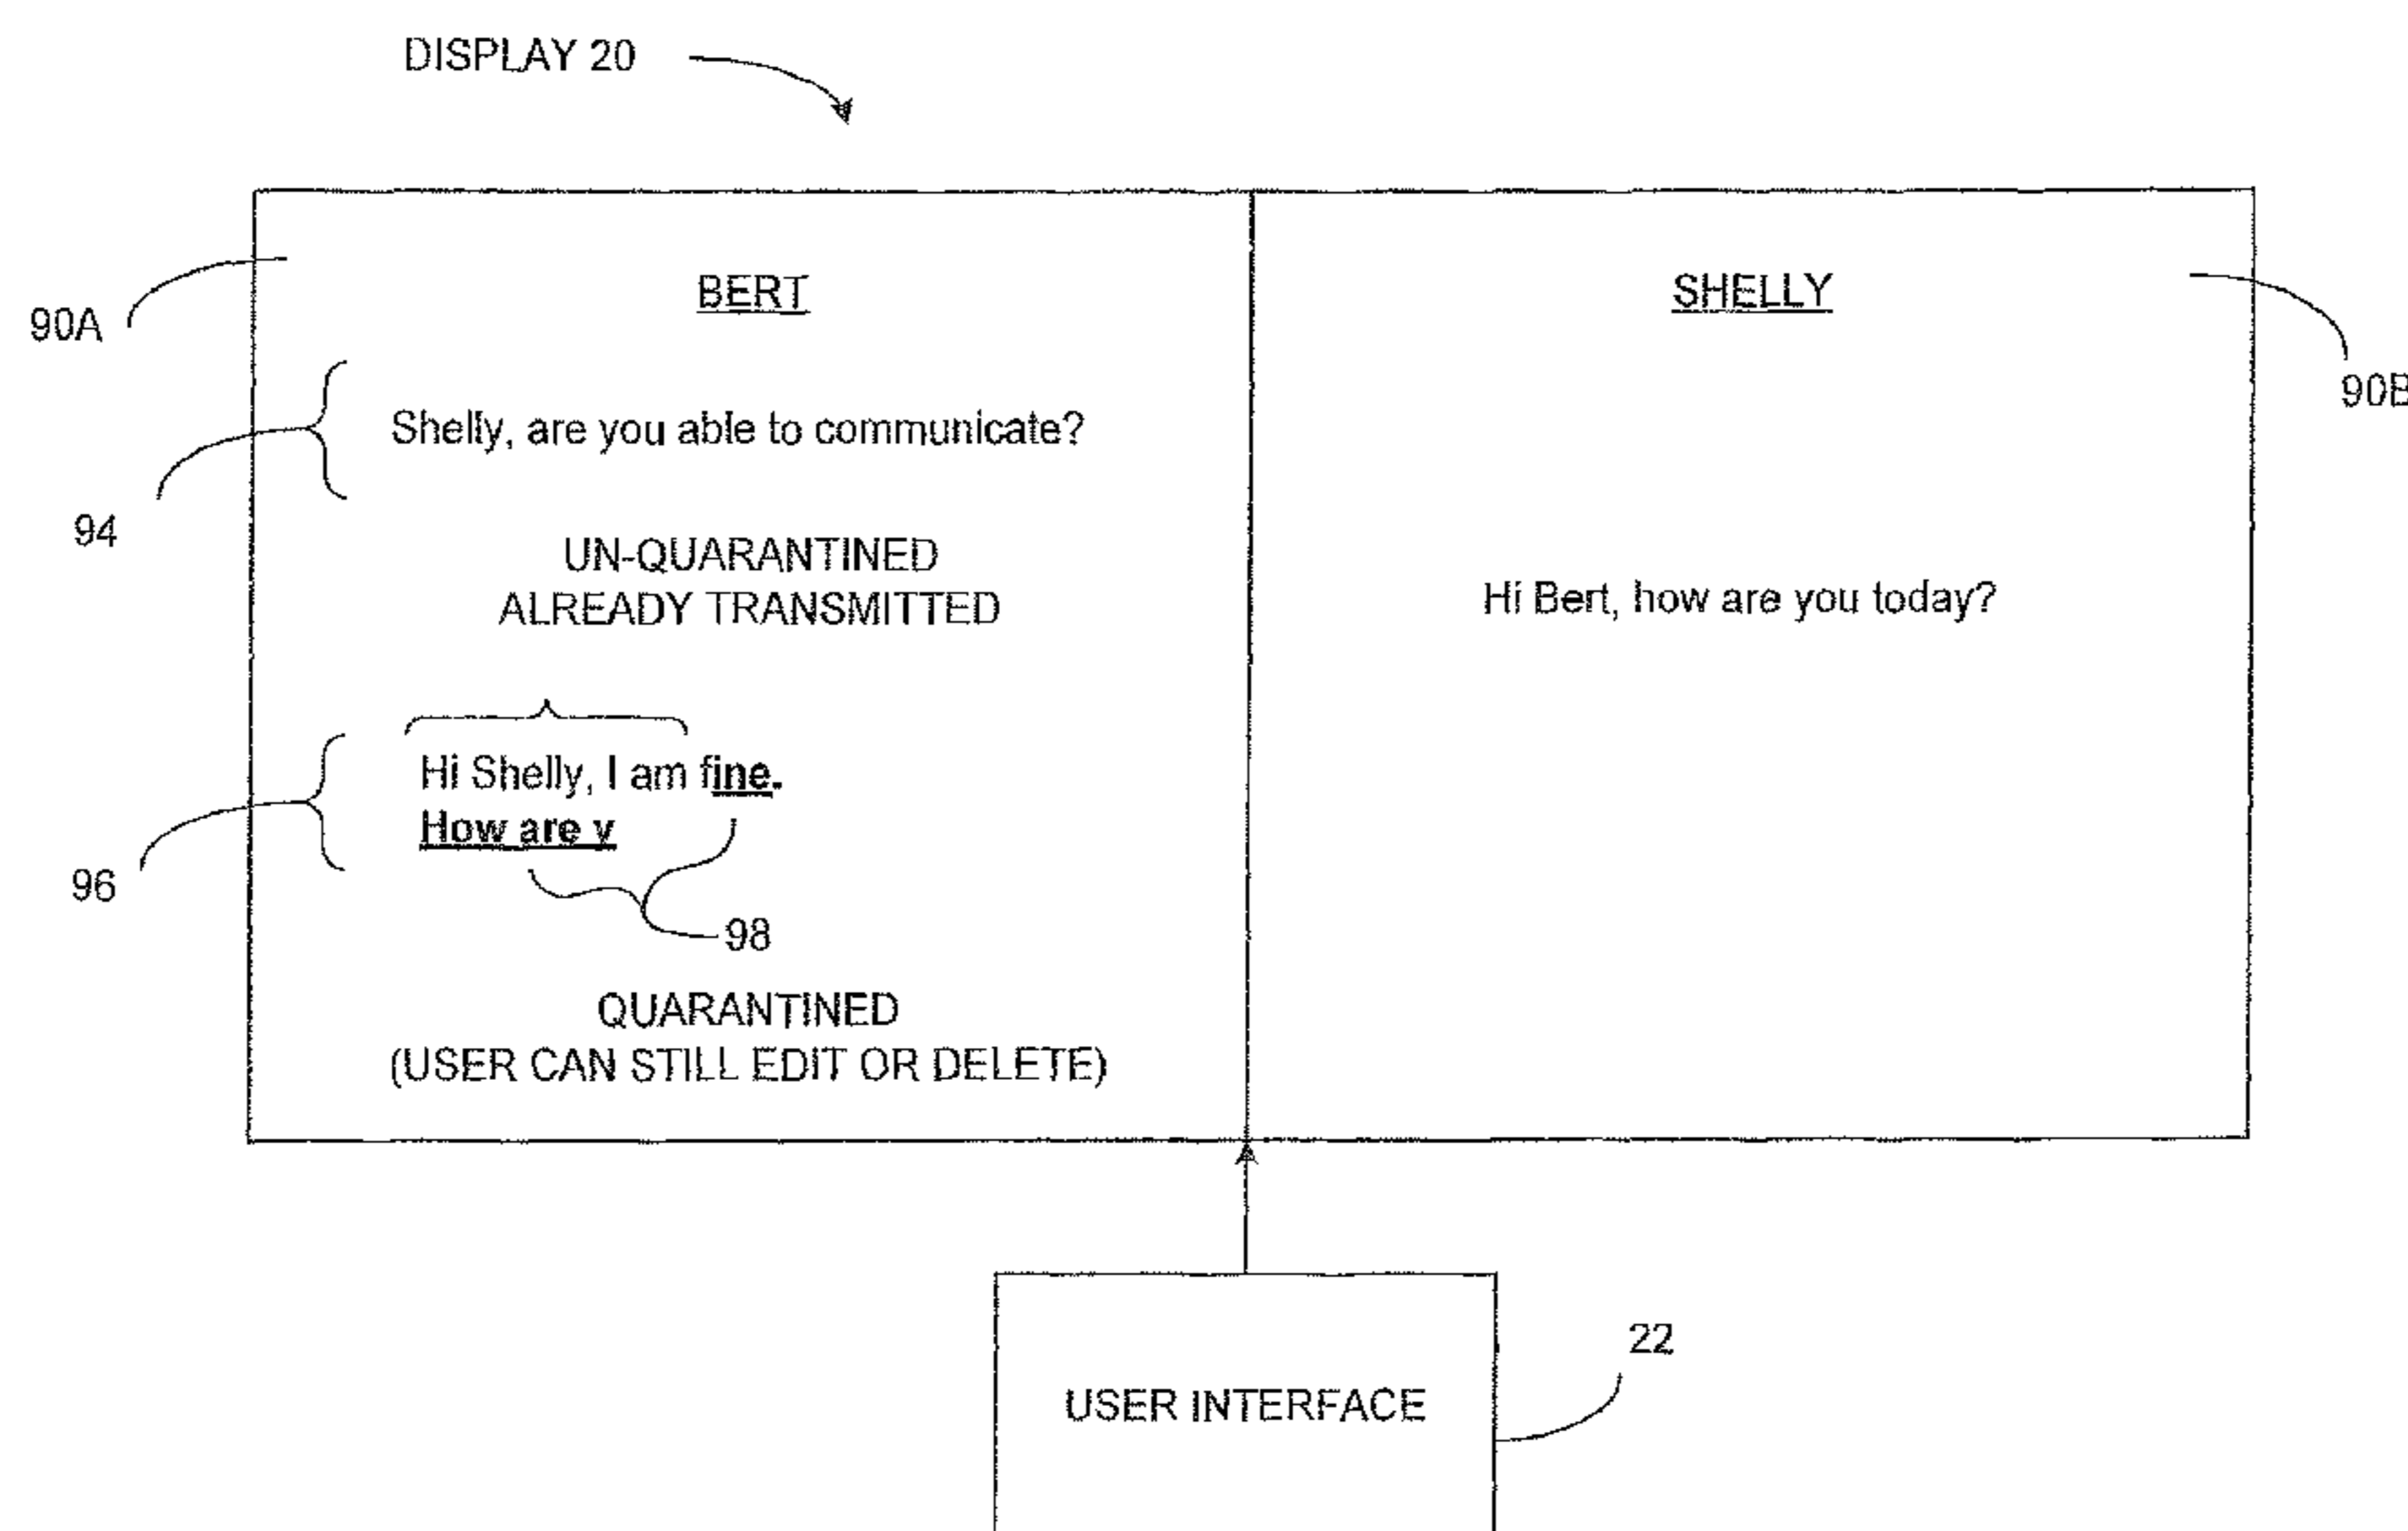 DISPLAY 20
BERT
SHELLY
90A
90B
Shelly, are you able to communicate?
94
UN-QUARANTINED
ALREADY TRANSMITTED
Hi Bert, how are you today?
Hi Shelly, I am fine.
How are y
96
98
QUARANTINED
(USER CAN STILL EDIT OR DELETE)
22
USER INTERFACE